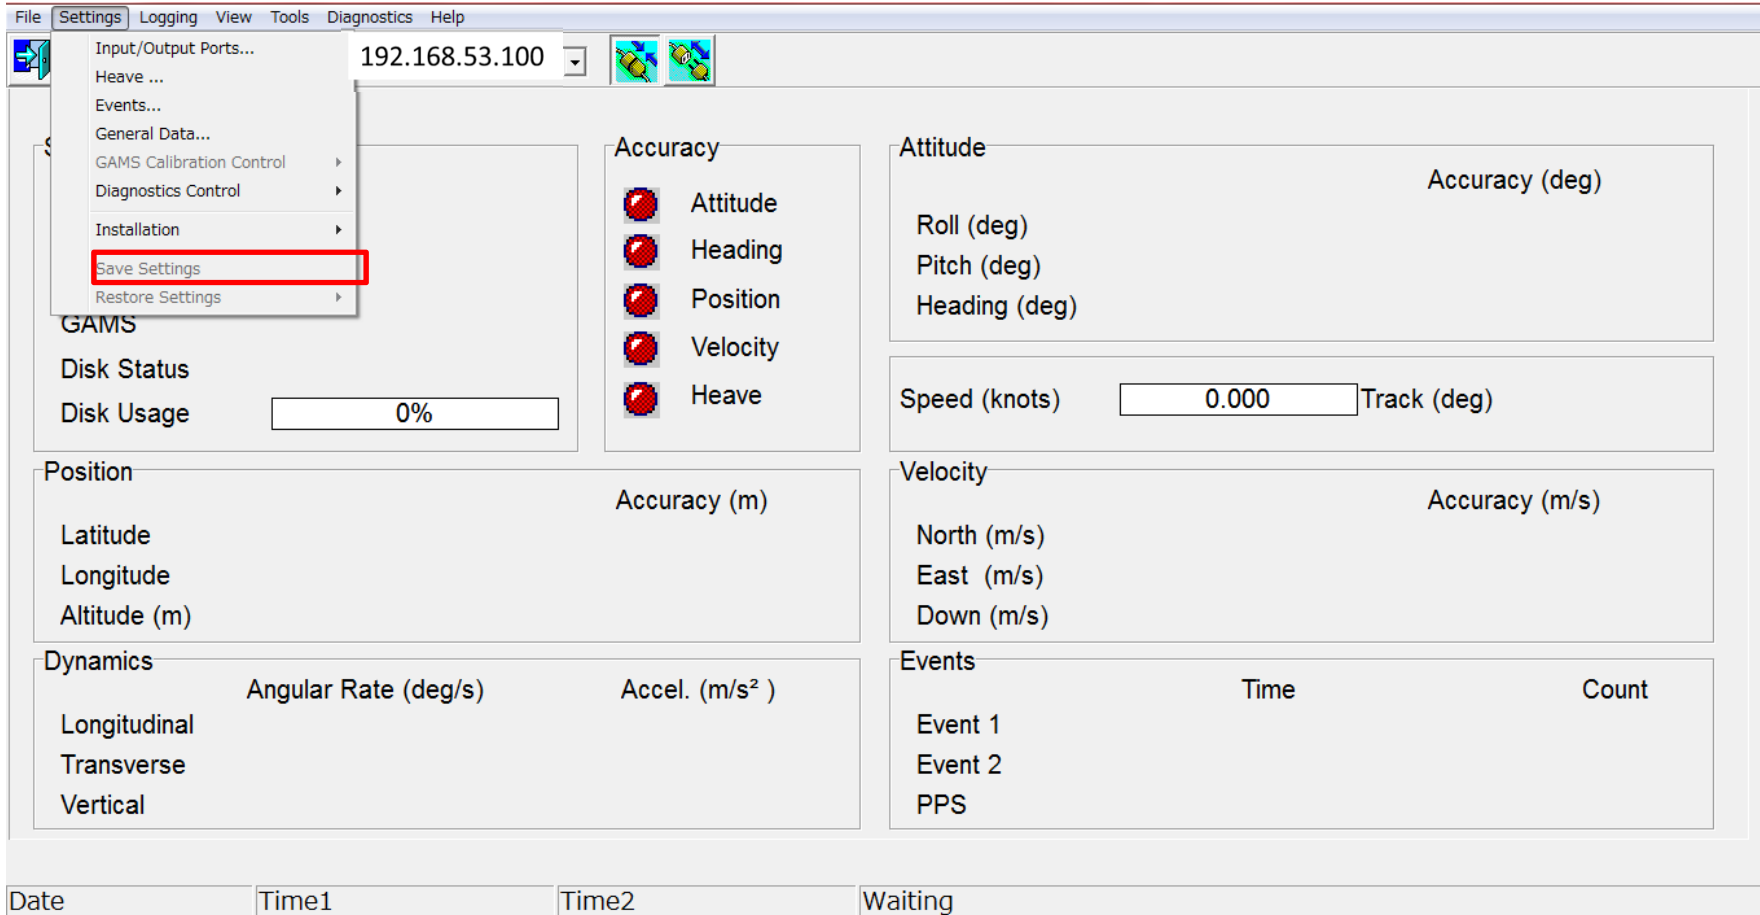 File Settings Logging View Tools Diagnostics Help
Input/Output Ports...
192.168.53.100
Heave ...
Events...
General Data...
GAMS Calibration Control
Diagnostics Control
Installation
Save Settings
Restore Settings
GAMS
Disk Status
Disk Usage 0%
Accuracy
Attitude
Heading
Position
Velocity
Heave
Attitude
Accuracy (deg)
Roll (deg)
Pitch (deg)
Heading (deg)
Speed (knots) 0.000 Track (deg)
Position
Accuracy (m)
Latitude
Longitude
Altitude (m)
Velocity
Accuracy (m/s)
North (m/s)
East (m/s)
Down (m/s)
Dynamics
Angular Rate (deg/s) Accel. (m/s² )
Longitudinal
Transverse
Vertical
Events
Time Count
Event 1
Event 2
PPS
Date Time1 Time2 Waiting